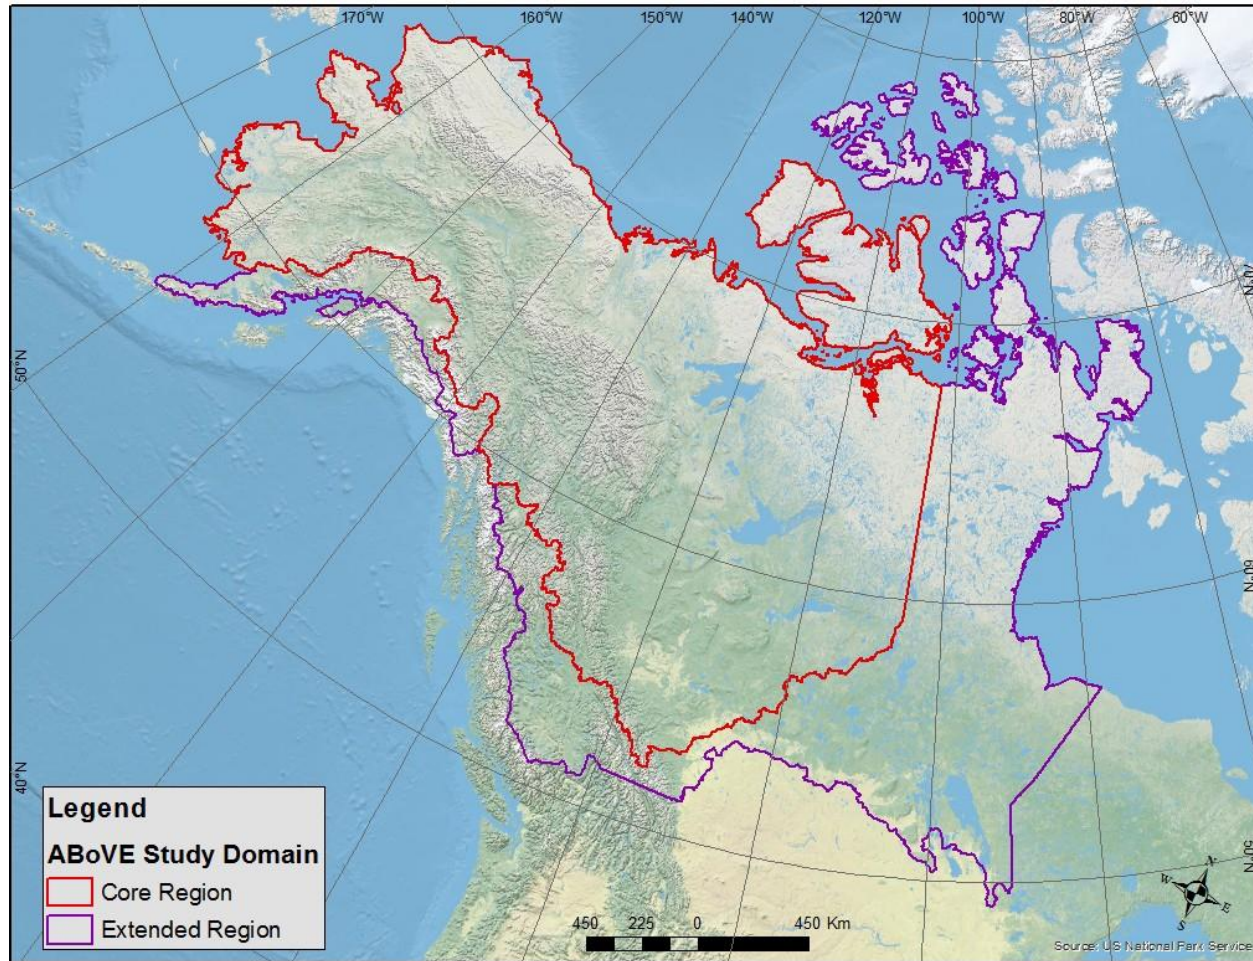 170°W 160°W 150°W 140°W 120°W 100°W 80°W 60°W
70°N
50°N
60°N
40°N
50°N
Legend
ABoVE Study Domain
Core Region
Extended Region
450 225 0 450 Km
N
W
E
S
Source: US National Park Service